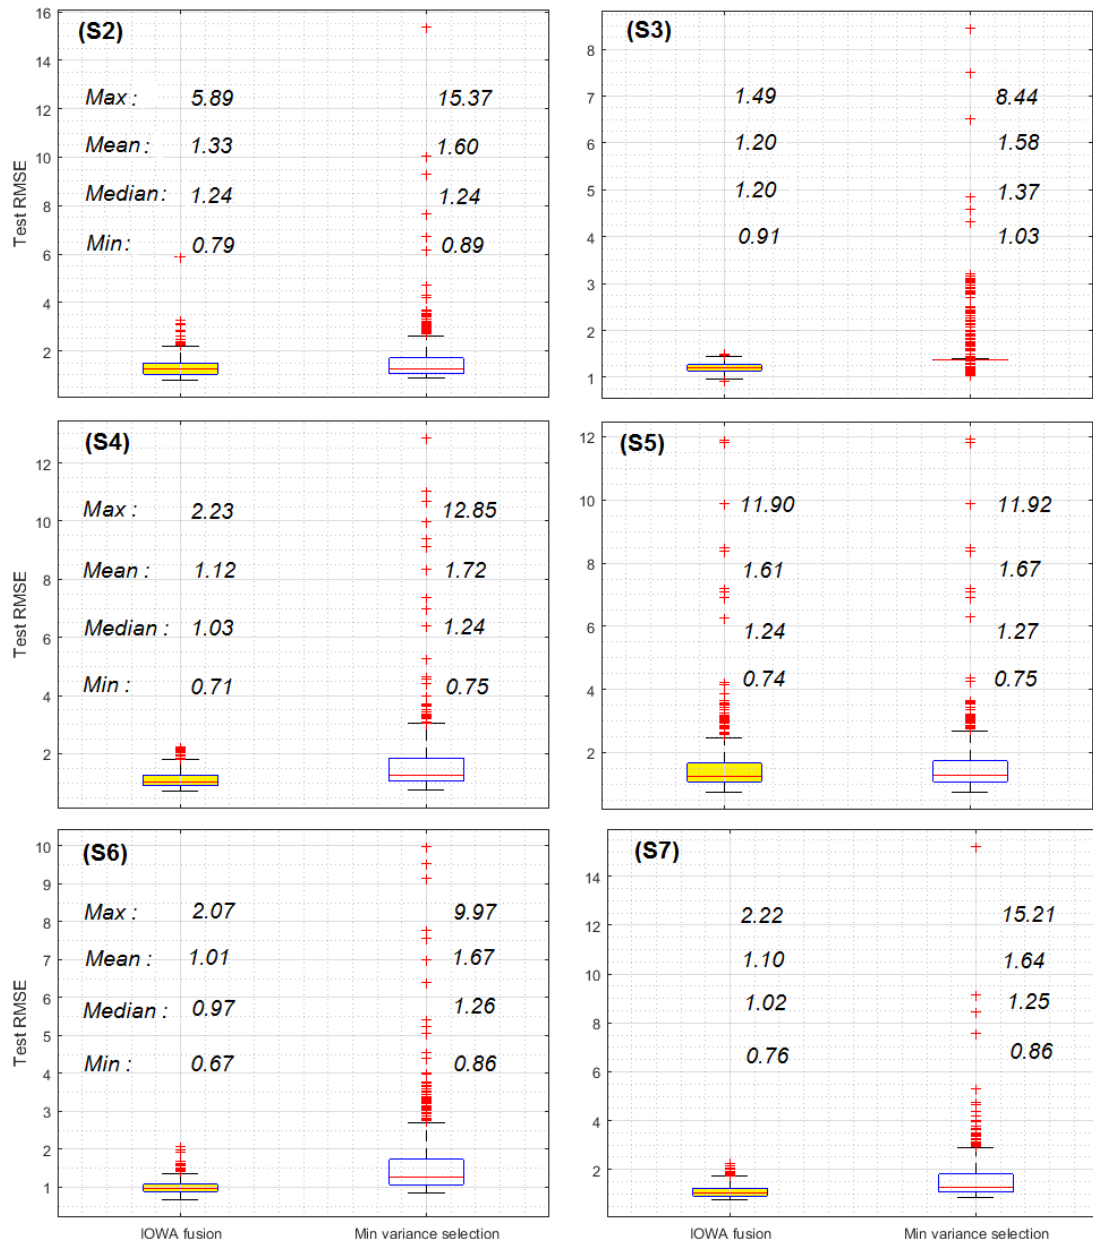 (S2)
16
14
12
10
8
6
4
2
Test RMSE
Max : 5.89 15.37
Mean : 1.33 1.60
Median : 1.24 1.24
Min : 0.79 0.89
(S3)
8
7
6
5
4
3
2
1
1.49 8.44
1.20 1.58
1.20 1.37
0.91 1.03
(S4)
12
10
8
6
4
2
Test RMSE
Max : 2.23 12.85
Mean : 1.12 1.72
Median : 1.03 1.24
Min : 0.71 0.75
(S5)
12
10
8
6
4
2
11.90 11.92
1.61 1.67
1.24 1.27
0.74 0.75
(S6)
10
9
8
7
6
5
4
3
2
1
Test RMSE
Max : 2.07 9.97
Mean : 1.01 1.67
Median : 0.97 1.26
Min : 0.67 0.86
IOWA fusion Min variance selection
(S7)
14
12
10
8
6
4
2
2.22 15.21
1.10 1.64
1.02 1.25
0.76 0.86
IOWA fusion Min variance selection